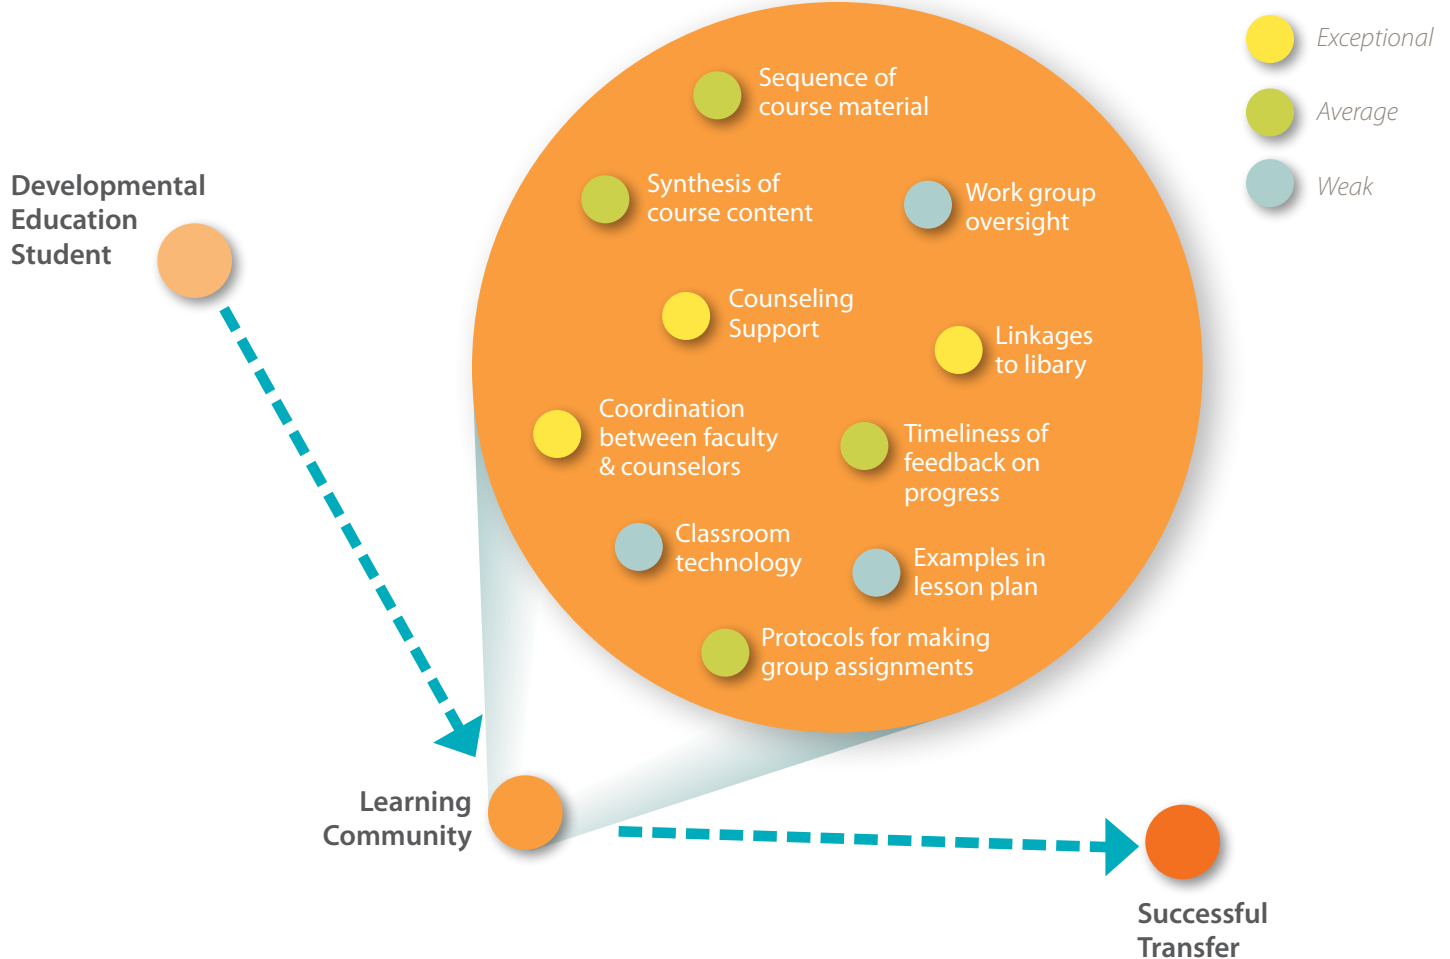 Exceptional
Average
Weak
Developmental
Education
Student
Sequence of
course material
Synthesis of
course content
Work group
oversight
Counseling
Support
Linkages
to libary
Coordination
between faculty
& counselors
Timeliness of
feedback on
progress
Classroom
technology
Examples in
lesson plan
Protocols for making
group assignments
Learning
Community
Successful
Transfer